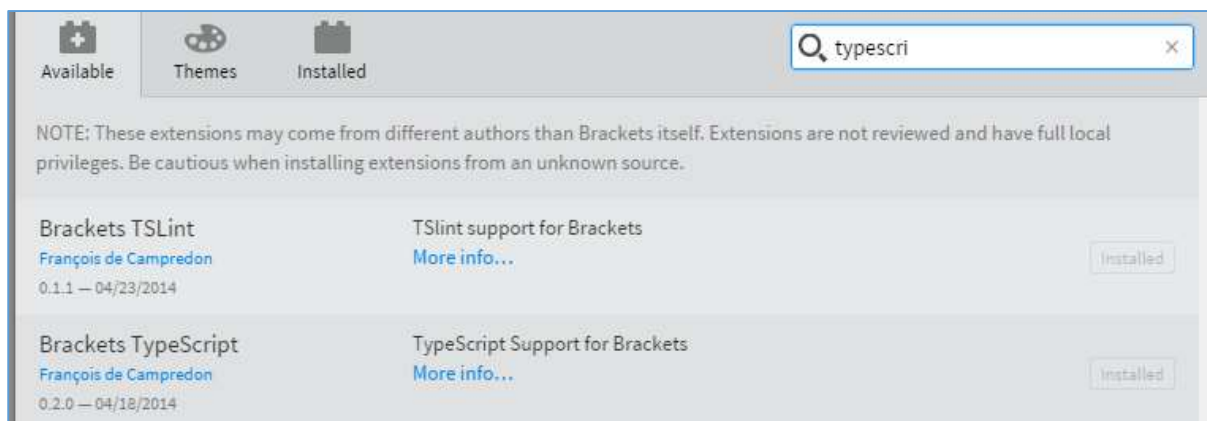 Available
Themes
Installed
typescri
NOTE: These extensions may come from different authors than Brackets itself. Extensions are not reviewed and have full local
privileges. Be cautious when installing extensions from an unknown source.
Brackets TSLint
TSlint support for Brackets
François de Campredon
More info...
Installed
0.1.1 — 04/23/2014
Brackets TypeScript
TypeScript Support for Brackets
François de Campredon
More info...
Installed
0.2.0 — 04/18/2014